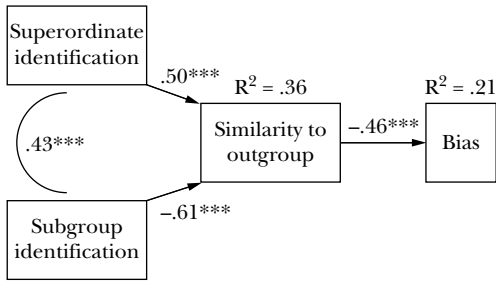 Superordinate
identification
.50***
R² = .36
R² = .21
.43***
Similarity to
outgroup
–.46***
Bias
Subgroup
identification
–.61***